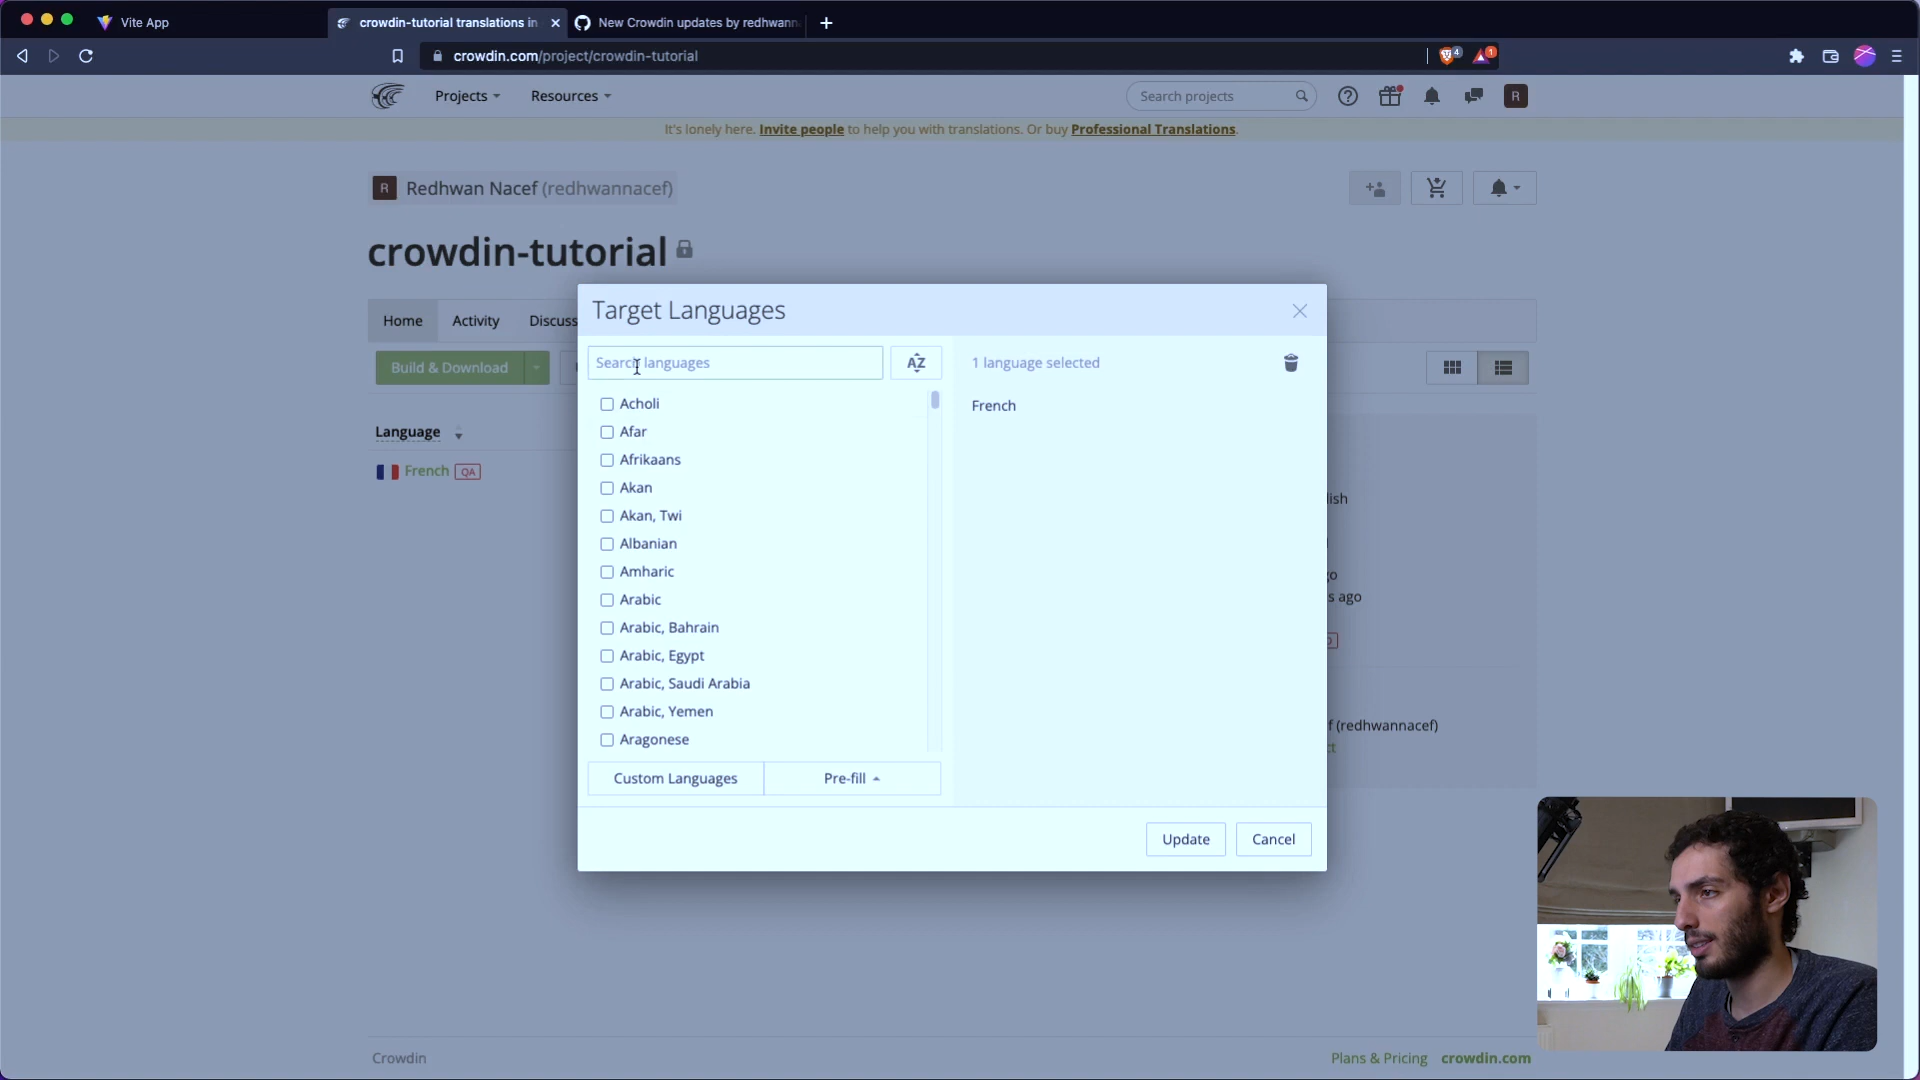 Vite App
crowdin-tutorial translations in
New Crowdin updates by redhwann
crowdin.com/project/crowdin-tutorial
4
1
Projects
Resources
Search projects
R
It's lonely here. Invite people to help you with translations. Or buy Professional Translations.
R
Redhwan Nacef (redhwannacef)
crowdin-tutorial
Home
Activity
Discuss
Build & Download
Language
French
QA
Target Languages
Search languages
AZ
Acholi
Afar
Afrikaans
Akan
Akan, Twi
Albanian
Amharic
Arabic
Arabic, Bahrain
Arabic, Egypt
Arabic, Saudi Arabia
Arabic, Yemen
Aragonese
Custom Languages
Pre-fill
1 language selected
French
Update
Cancel
lish
go
s ago
f (redhwannacef)
ct
Crowdin
Plans & Pricing
crowdin.com